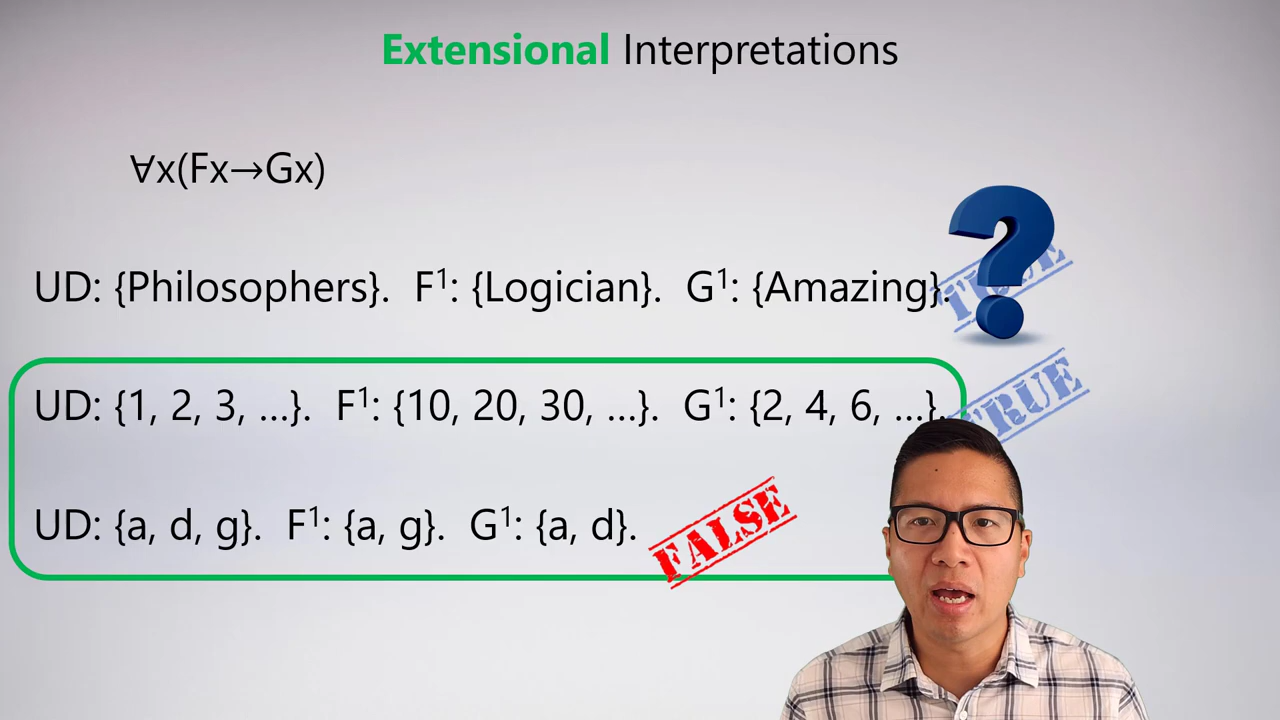 Extensional Interpretations
∀x(Fx→Gx)
UD: {Philosophers}. F¹: {Logician}. G¹: {Amazing}.
TRUE
?
UD: {1, 2, 3, ...}. F¹: {10, 20, 30, ...}. G¹: {2, 4, 6, ...}.
TRUE
UD: {a, d, g}. F¹: {a, g}. G¹: {a, d}.
FALSE